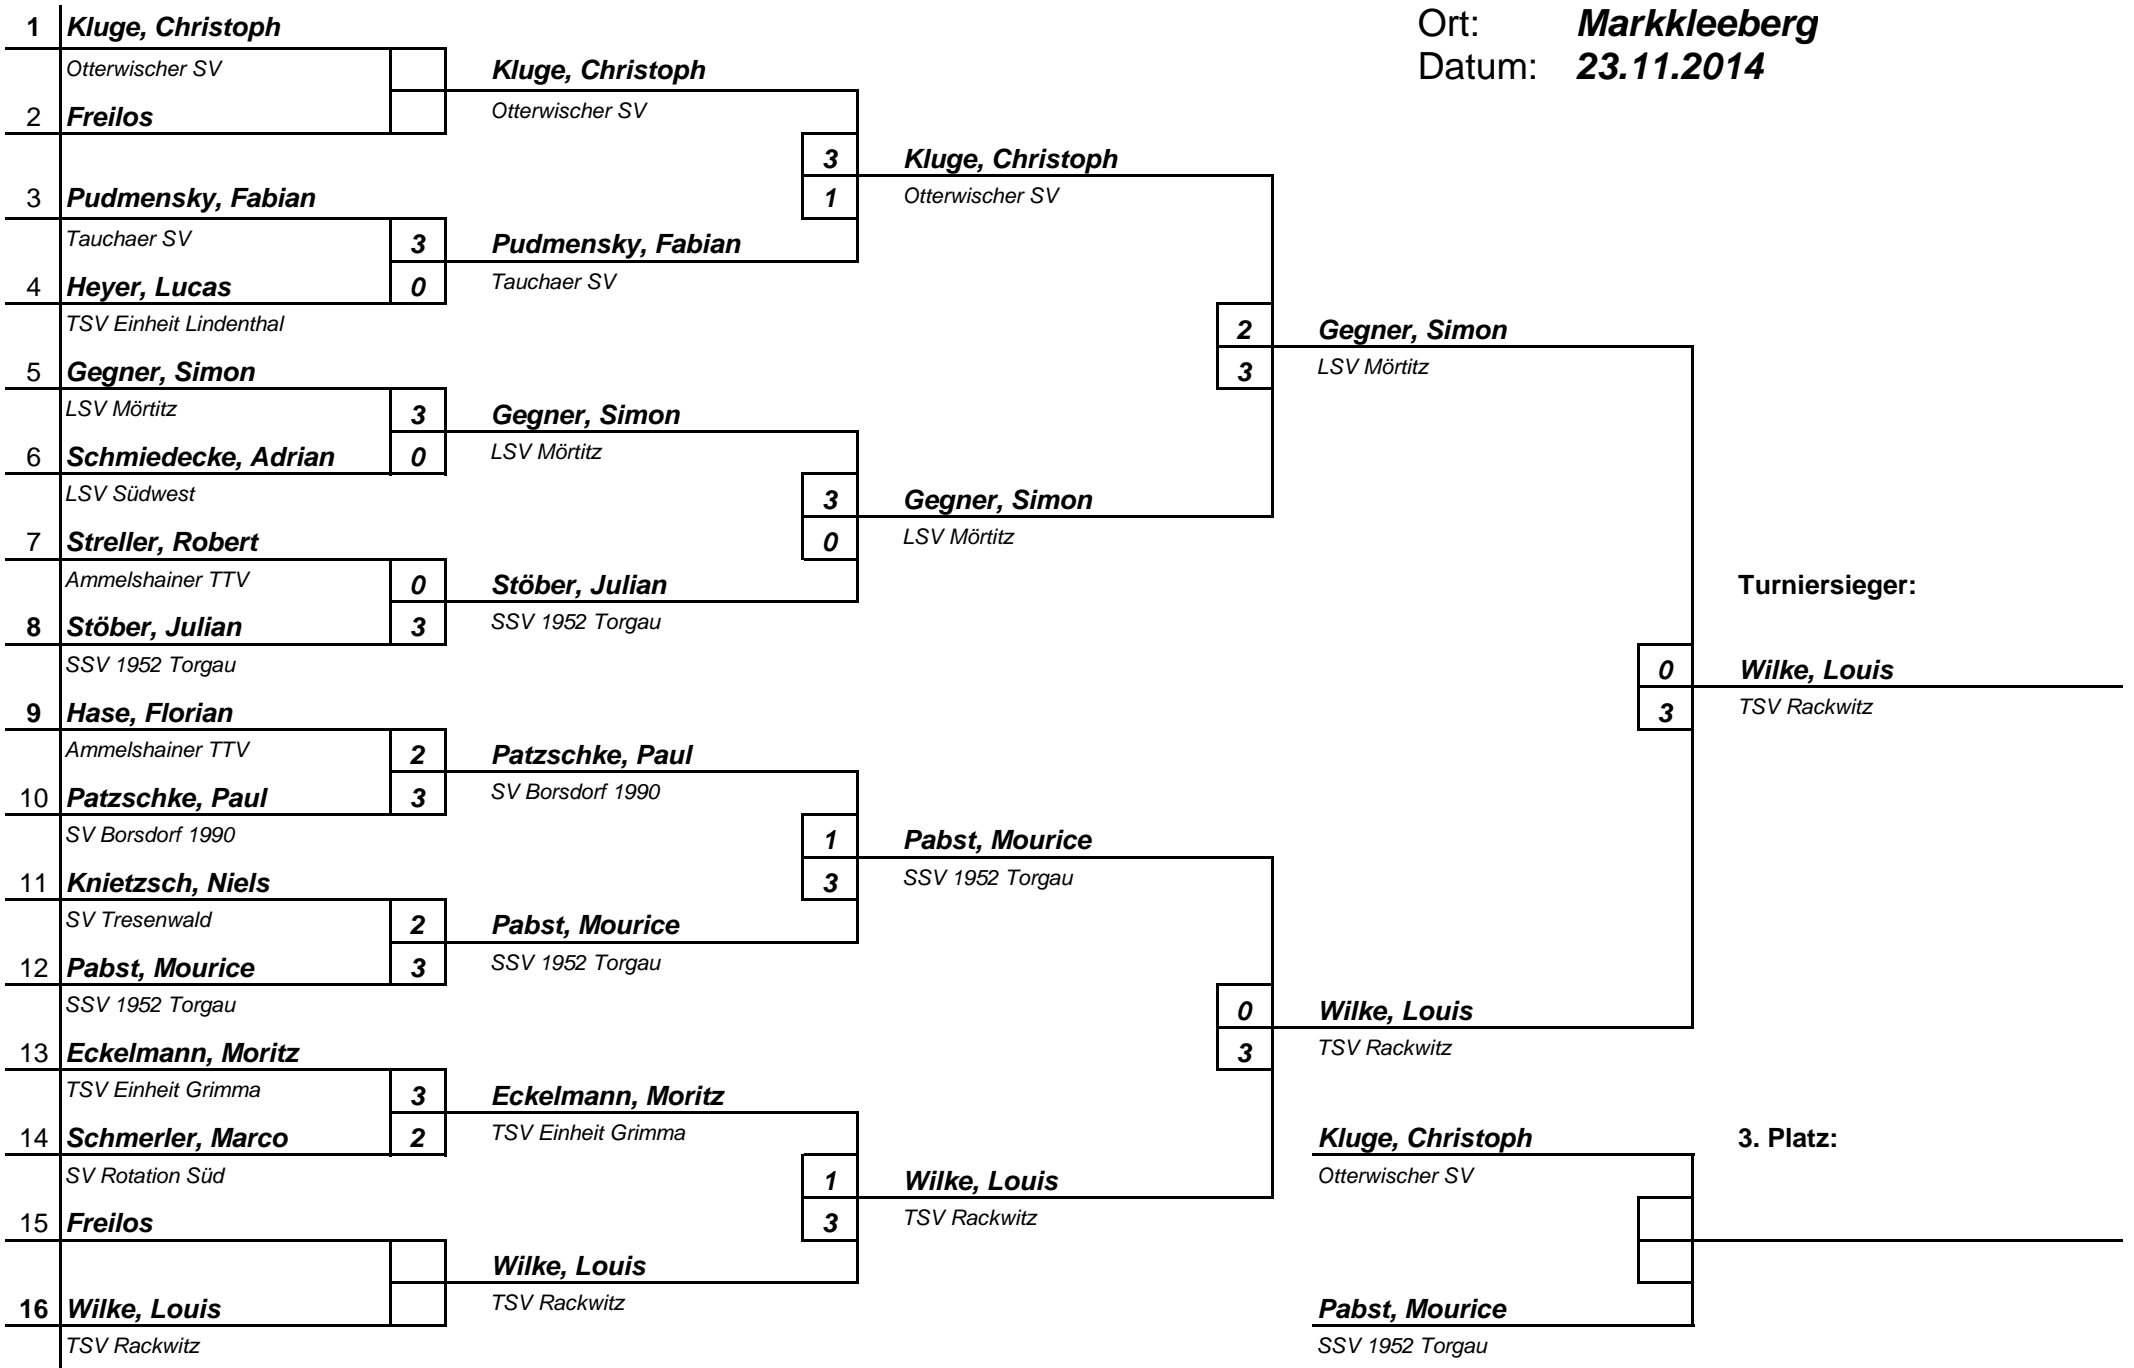 Ort: Markkleeberg
Datum: 23.11.2014
1 Kluge, Christoph
Otterwischer SV
2 Freilos
3 Pudmensky, Fabian
Tauchaer SV 3
4 Heyer, Lucas 0
TSV Einheit Lindenthal
5 Gegner, Simon
LSV Mörtitz 3
6 Schmiedecke, Adrian 0
LSV Südwest
7 Streller, Robert
Ammelshainer TTV 0
8 Stöber, Julian 3
SSV 1952 Torgau
9 Hase, Florian
Ammelshainer TTV 2
10 Patzschke, Paul 3
SV Borsdorf 1990
11 Knietzsch, Niels
SV Tresenwald 2
12 Pabst, Mourice 3
SSV 1952 Torgau
13 Eckelmann, Moritz
TSV Einheit Grimma 3
14 Schmerler, Marco 2
SV Rotation Süd
15 Freilos
16 Wilke, Louis
TSV Rackwitz
Kluge, Christoph
Otterwischer SV
3
1
Pudmensky, Fabian
Tauchaer SV
Gegner, Simon
LSV Mörtitz
3
0
Stöber, Julian
SSV 1952 Torgau
Patzschke, Paul
SV Borsdorf 1990
1
3
Pabst, Mourice
SSV 1952 Torgau
Eckelmann, Moritz
TSV Einheit Grimma
1
3
Wilke, Louis
TSV Rackwitz
Kluge, Christoph
Otterwischer SV
2
3
Gegner, Simon
LSV Mörtitz
Pabst, Mourice
SSV 1952 Torgau
0
3
Wilke, Louis
TSV Rackwitz
Gegner, Simon
LSV Mörtitz
0
3
Wilke, Louis
TSV Rackwitz
Turniersieger:
Wilke, Louis
TSV Rackwitz
Kluge, Christoph
Otterwischer SV
Pabst, Mourice
SSV 1952 Torgau
3. Platz: